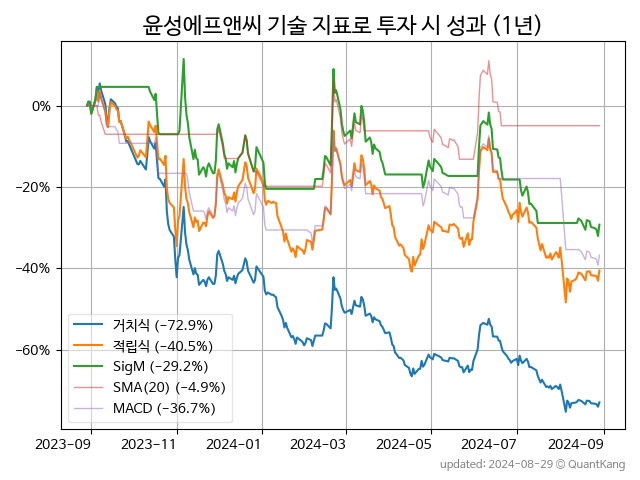 윤성에프앤씨 기술 지표로 투자 시 성과 (1년)
0%
−20%
−40%
−60%
거치식 (−72.9%)
적립식 (−40.5%)
SigM (−29.2%)
SMA(20) (−4.9%)
MACD (−36.7%)
2023-09 2023-11 2024-01 2024-03 2024-05 2024-07 2024-09
updated: 2024-08-29 © QuantKang